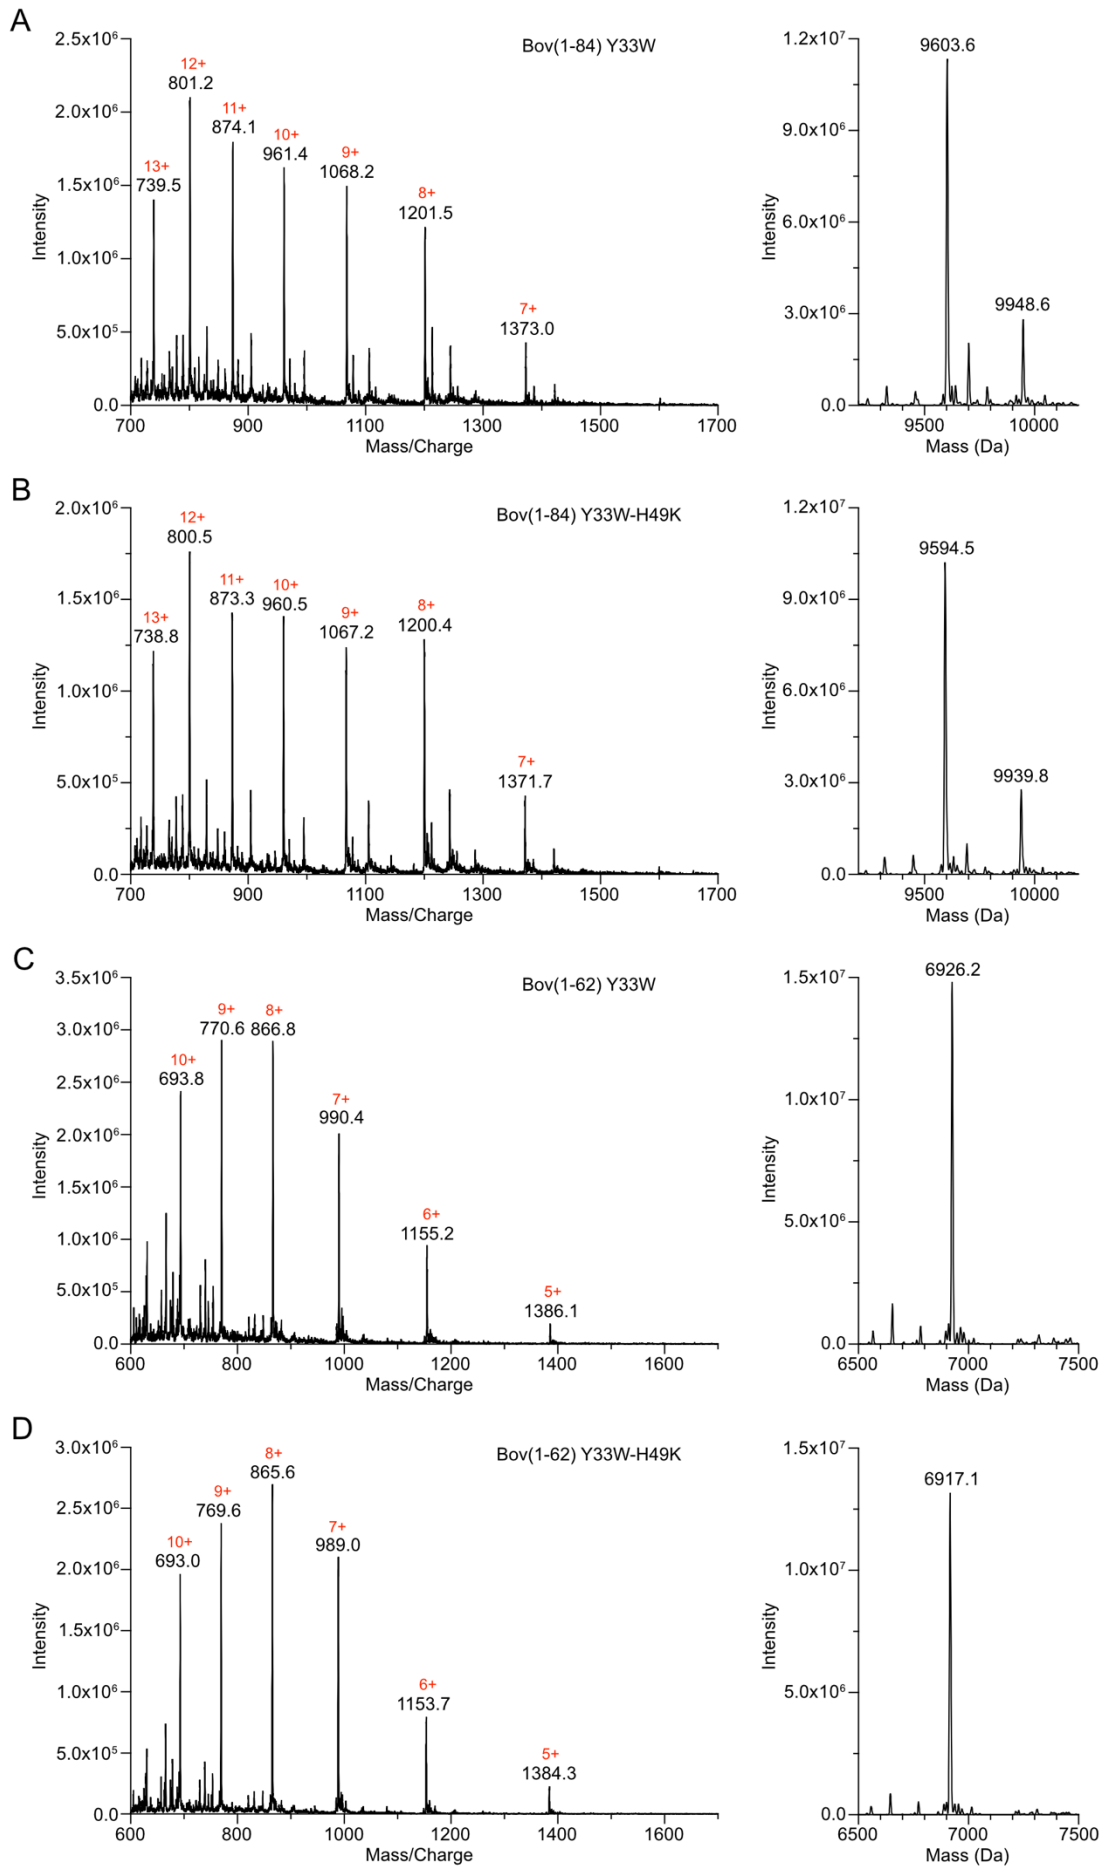 A
Bov(1-84) Y33W
2.5x10⁶
2.0x10⁶
1.5x10⁶
1.0x10⁶
5.0x10⁵
0.0
Intensity
13+
739.5
12+
801.2
11+
874.1
10+
961.4
9+
1068.2
8+
1201.5
7+
1373.0
700
900
1100
1300
1500
1700
Mass/Charge
1.2x10⁷
9.0x10⁶
6.0x10⁶
3.0x10⁶
0.0
Intensity
9603.6
9948.6
9500
10000
Mass (Da)
B
Bov(1-84) Y33W-H49K
2.0x10⁶
1.5x10⁶
1.0x10⁶
5.0x10⁵
0.0
Intensity
13+
738.8
12+
800.5
11+
873.3
10+
960.5
9+
1067.2
8+
1200.4
7+
1371.7
700
900
1100
1300
1500
1700
Mass/Charge
1.2x10⁷
9.0x10⁶
6.0x10⁶
3.0x10⁶
0.0
Intensity
9594.5
9939.8
9500
10000
Mass (Da)
C
Bov(1-62) Y33W
3.5x10⁶
3.0x10⁶
2.5x10⁶
2.0x10⁶
1.5x10⁶
1.0x10⁶
5.0x10⁵
0.0
Intensity
10+
693.8
9+
770.6
8+
866.8
7+
990.4
6+
1155.2
5+
1386.1
600
800
1000
1200
1400
1600
Mass/Charge
1.5x10⁷
1.0x10⁷
5.0x10⁶
0.0
Intensity
6926.2
6500
7000
7500
Mass (Da)
D
Bov(1-62) Y33W-H49K
3.0x10⁶
2.5x10⁶
2.0x10⁶
1.5x10⁶
1.0x10⁶
5.0x10⁵
0.0
Intensity
10+
693.0
9+
769.6
8+
865.6
7+
989.0
6+
1153.7
5+
1384.3
600
800
1000
1200
1400
1600
Mass/Charge
1.5x10⁷
1.0x10⁷
5.0x10⁶
0.0
Intensity
6917.1
6500
7000
7500
Mass (Da)